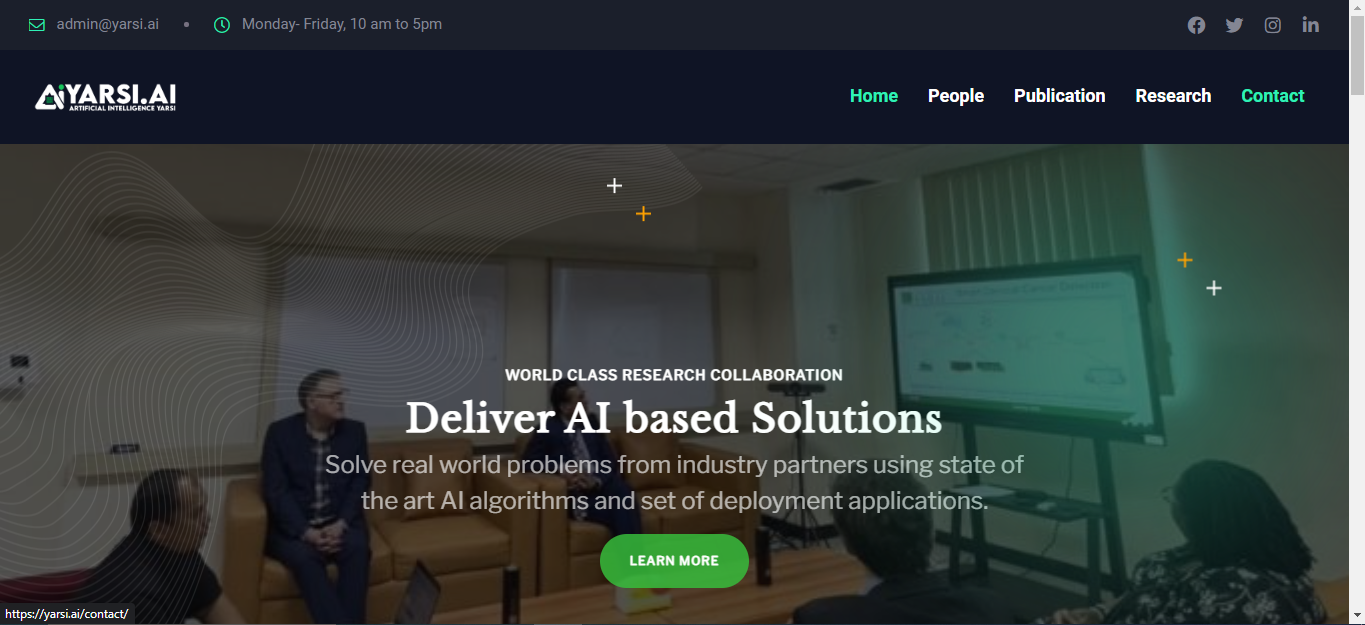 admin@yarsi.ai • Monday- Friday, 10 am to 5pm
AiYARSI.AI
ARTIFICIAL INTELLIGENCE YARSI
Home People Publication Research Contact
WORLD CLASS RESEARCH COLLABORATION
Deliver AI based Solutions
Solve real world problems from industry partners using state of
the art AI algorithms and set of deployment applications.
LEARN MORE
https://yarsi.ai/contact/